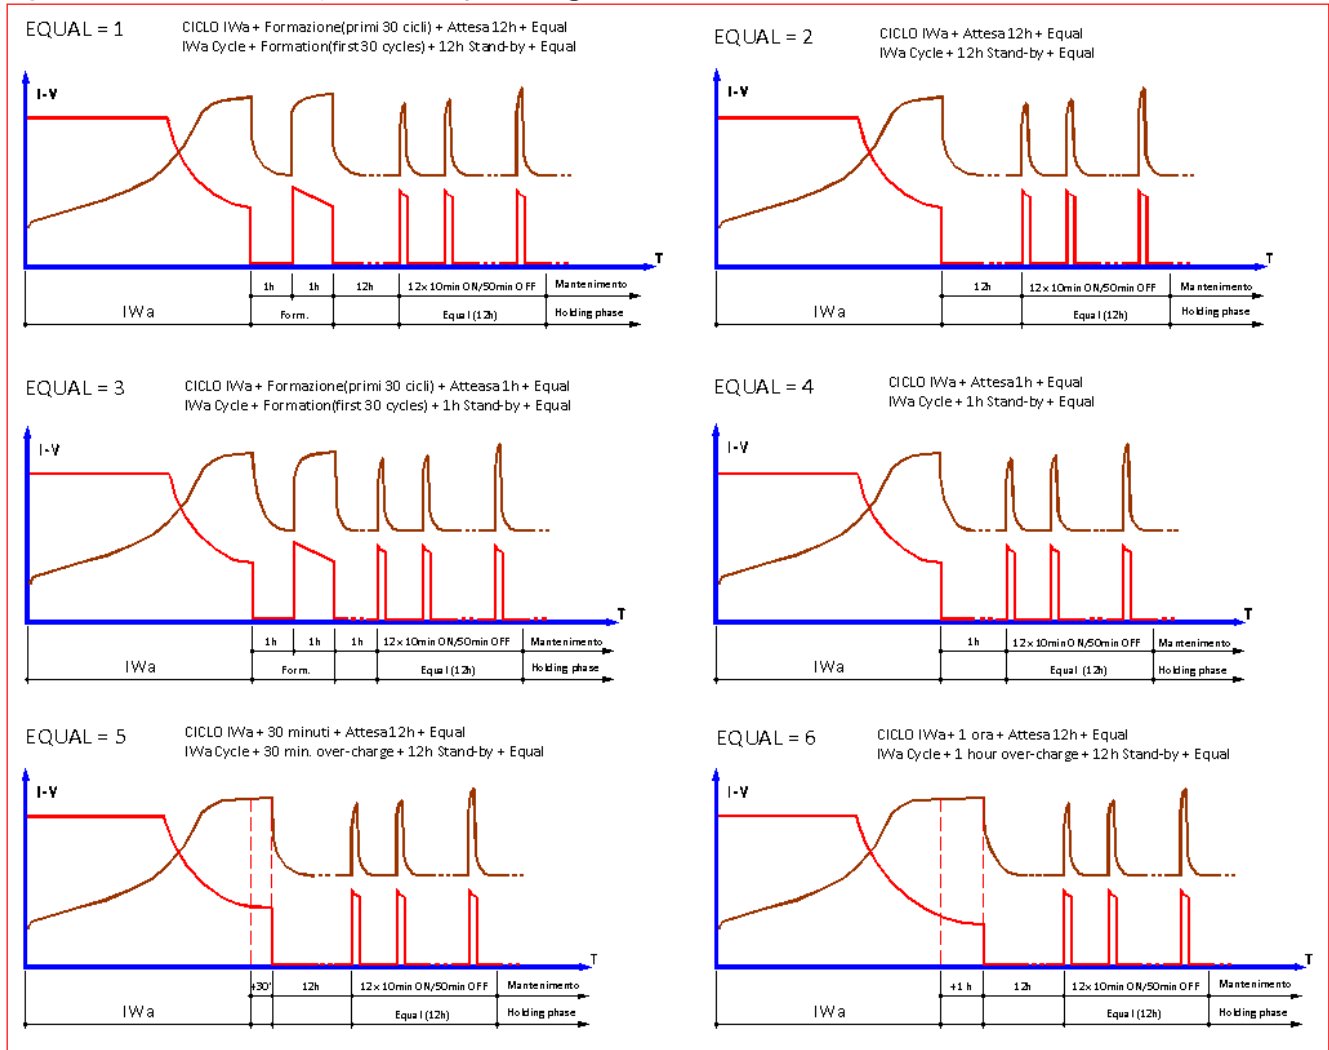 EQUAL = 1
CICLO IWa + Formazione(primi 30 cicli) + Attesa 12h + Equal
IWa Cycle + Formation(first 30 cycles) + 12h Stand-by + Equal
I-V
T
1h 1h 12h 12x10min ON/50min OFF Mantenimento
IWa Form. Equal (12h) Holding phase
EQUAL = 2
CICLO IWa + Attesa 12h + Equal
IWa Cycle + 12h Stand-by + Equal
I-V
T
12h 12x10min ON/50min OFF Mantenimento
IWa Equal (12h) Holding phase
EQUAL = 3
CICLO IWa + Formazione(primi 30 cicli) + Atteasa 1h + Equal
IWa Cycle + Formation(first 30 cycles) + 1h Stand-by + Equal
I-V
T
1h 1h 1h 12x10min ON/50min OFF Mantenimento
IWa Form. Equal (12h) Holding phase
EQUAL = 4
CICLO IWa + Attesa 1h + Equal
IWa Cycle + 1h Stand-by + Equal
I-V
T
1h 12x10min ON/50min OFF Mantenimento
IWa Equal (12h) Holding phase
EQUAL = 5
CICLO IWa + 30 minuti + Attesa 12h + Equal
IWa Cycle + 30 min. over-charge + 12h Stand-by + Equal
I-V
T
+30' 12h 12x10min ON/50min OFF Mantenimento
IWa Equal (12h) Holding phase
EQUAL = 6
CICLO IWa + 1 ora + Attesa 12h + Equal
IWa Cycle + 1 hour over-charge + 12h Stand-by + Equal
I-V
T
+1 h 12h 12x10min ON/50min OFF Mantenimento
IWa Equal (12h) Holding phase